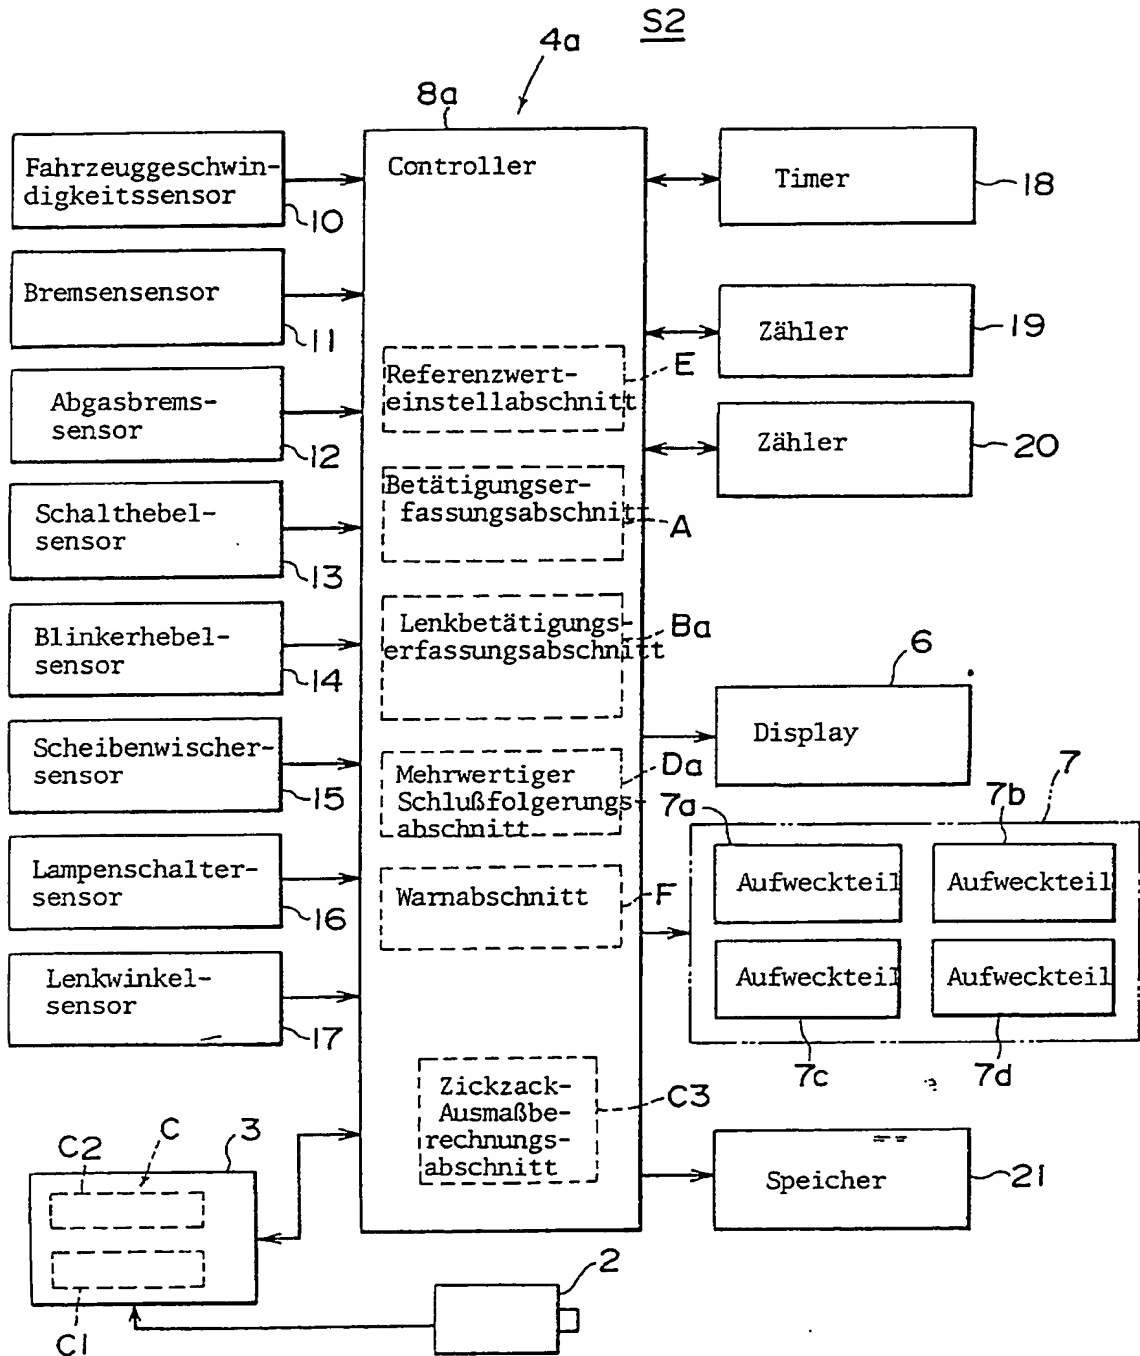 S2
4a
8a
Controller
Fahrzeuggeschwin-
digkeitssensor
10
Bremsensensor
11
Abgasbrems-
sensor
12
Schalthebel-
sensor
13
Blinkerhebel-
sensor
14
Scheibenwischer-
sensor
15
Lampenschalter-
sensor
16
Lenkwinkel-
sensor
17
Referenzwert-
einstellabschnitt
E
Betätigungser-
fassungsabschnitt
A
Lenkbetätigungs-
erfassungsabschnitt
Ba
Mehrwertiger
Schlußfolgerungs-
abschnitt
Da
Warnabschnitt
F
Zickzack-
Ausmaßbe-
rechnungs-
abschnitt
C3
Timer
18
Zähler
19
Zähler
20
6
Display
7
7a
7b
Aufweckteil
Aufweckteil
Aufweckteil
Aufweckteil
7c
7d
Speicher
21
C
3
C2
C1
2